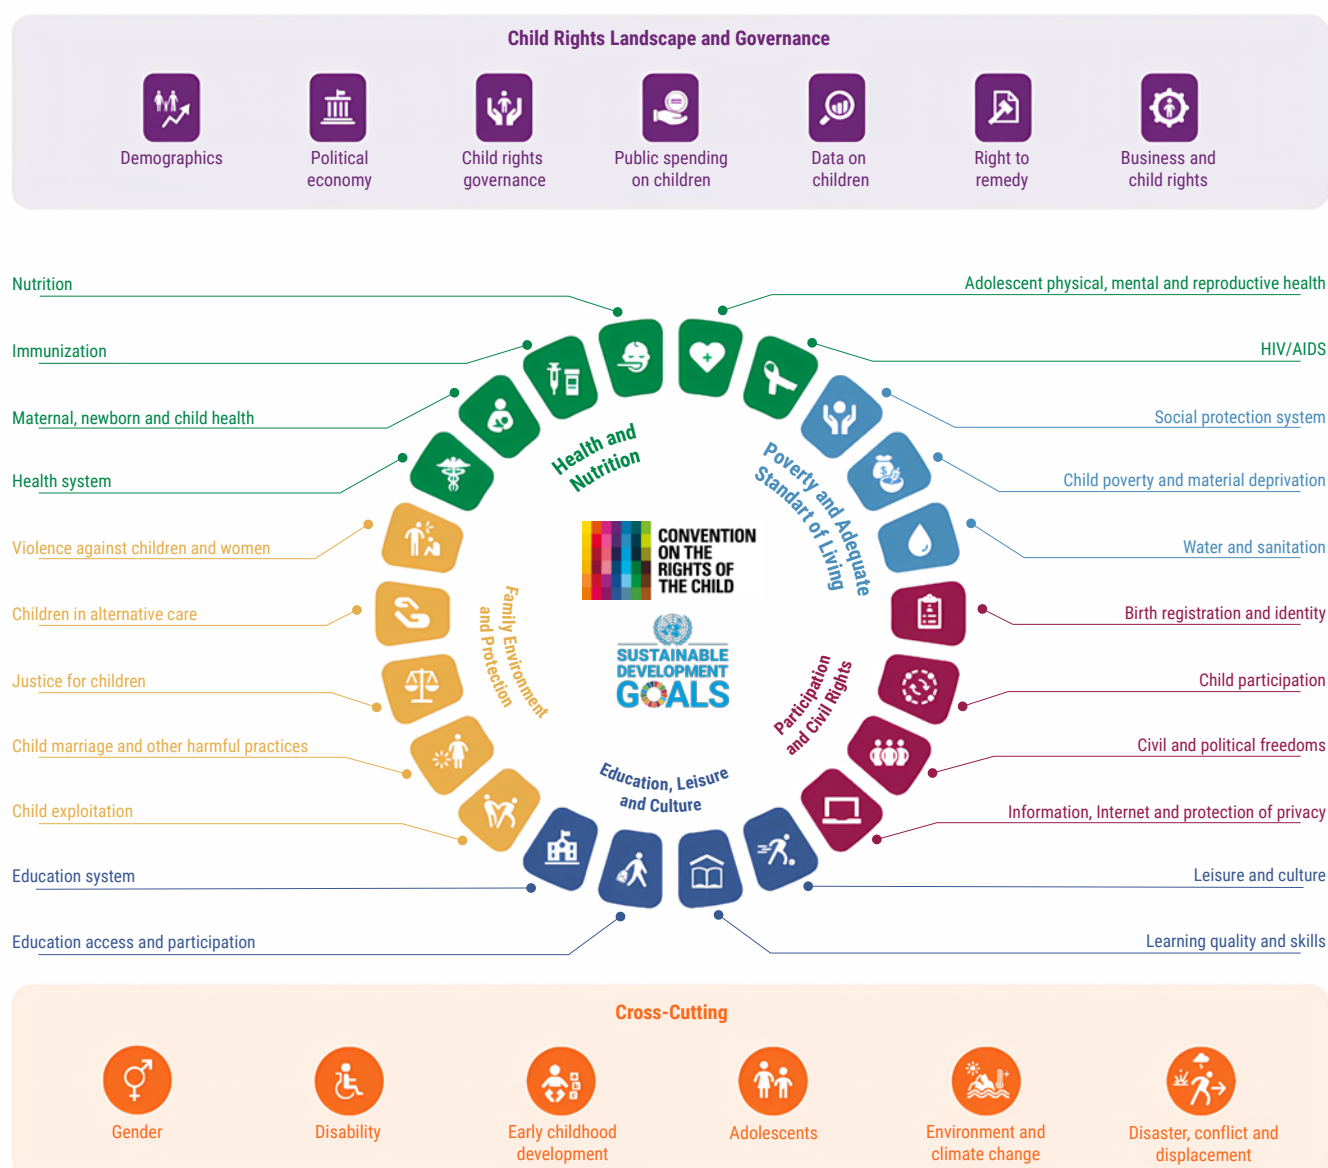 Child Rights Landscape and Governance
Demographics
Political
economy
Child rights
governance
Public spending
on children
Data on
children
Right to
remedy
Business and
child rights
Nutrition
Immunization
Maternal, newborn and child health
Health system
Violence against children and women
Children in alternative care
Justice for children
Child marriage and other harmful practices
Child exploitation
Education system
Education access and participation
Adolescent physical, mental and reproductive health
HIV/AIDS
Social protection system
Child poverty and material deprivation
Water and sanitation
Birth registration and identity
Child participation
Civil and political freedoms
Information, Internet and protection of privacy
Leisure and culture
Learning quality and skills
Health and
Nutrition
Poverty and Adequate
Standart of Living
Family Environment
and Protection
Participation
and Civil Rights
Education, Leisure
and Culture
CONVENTION
ON THE
RIGHTS OF
THE CHILD
SUSTAINABLE
DEVELOPMENT
GOALS
Cross-Cutting
Gender
Disability
Early childhood
development
Adolescents
Environment and
climate change
Disaster, conflict and
displacement